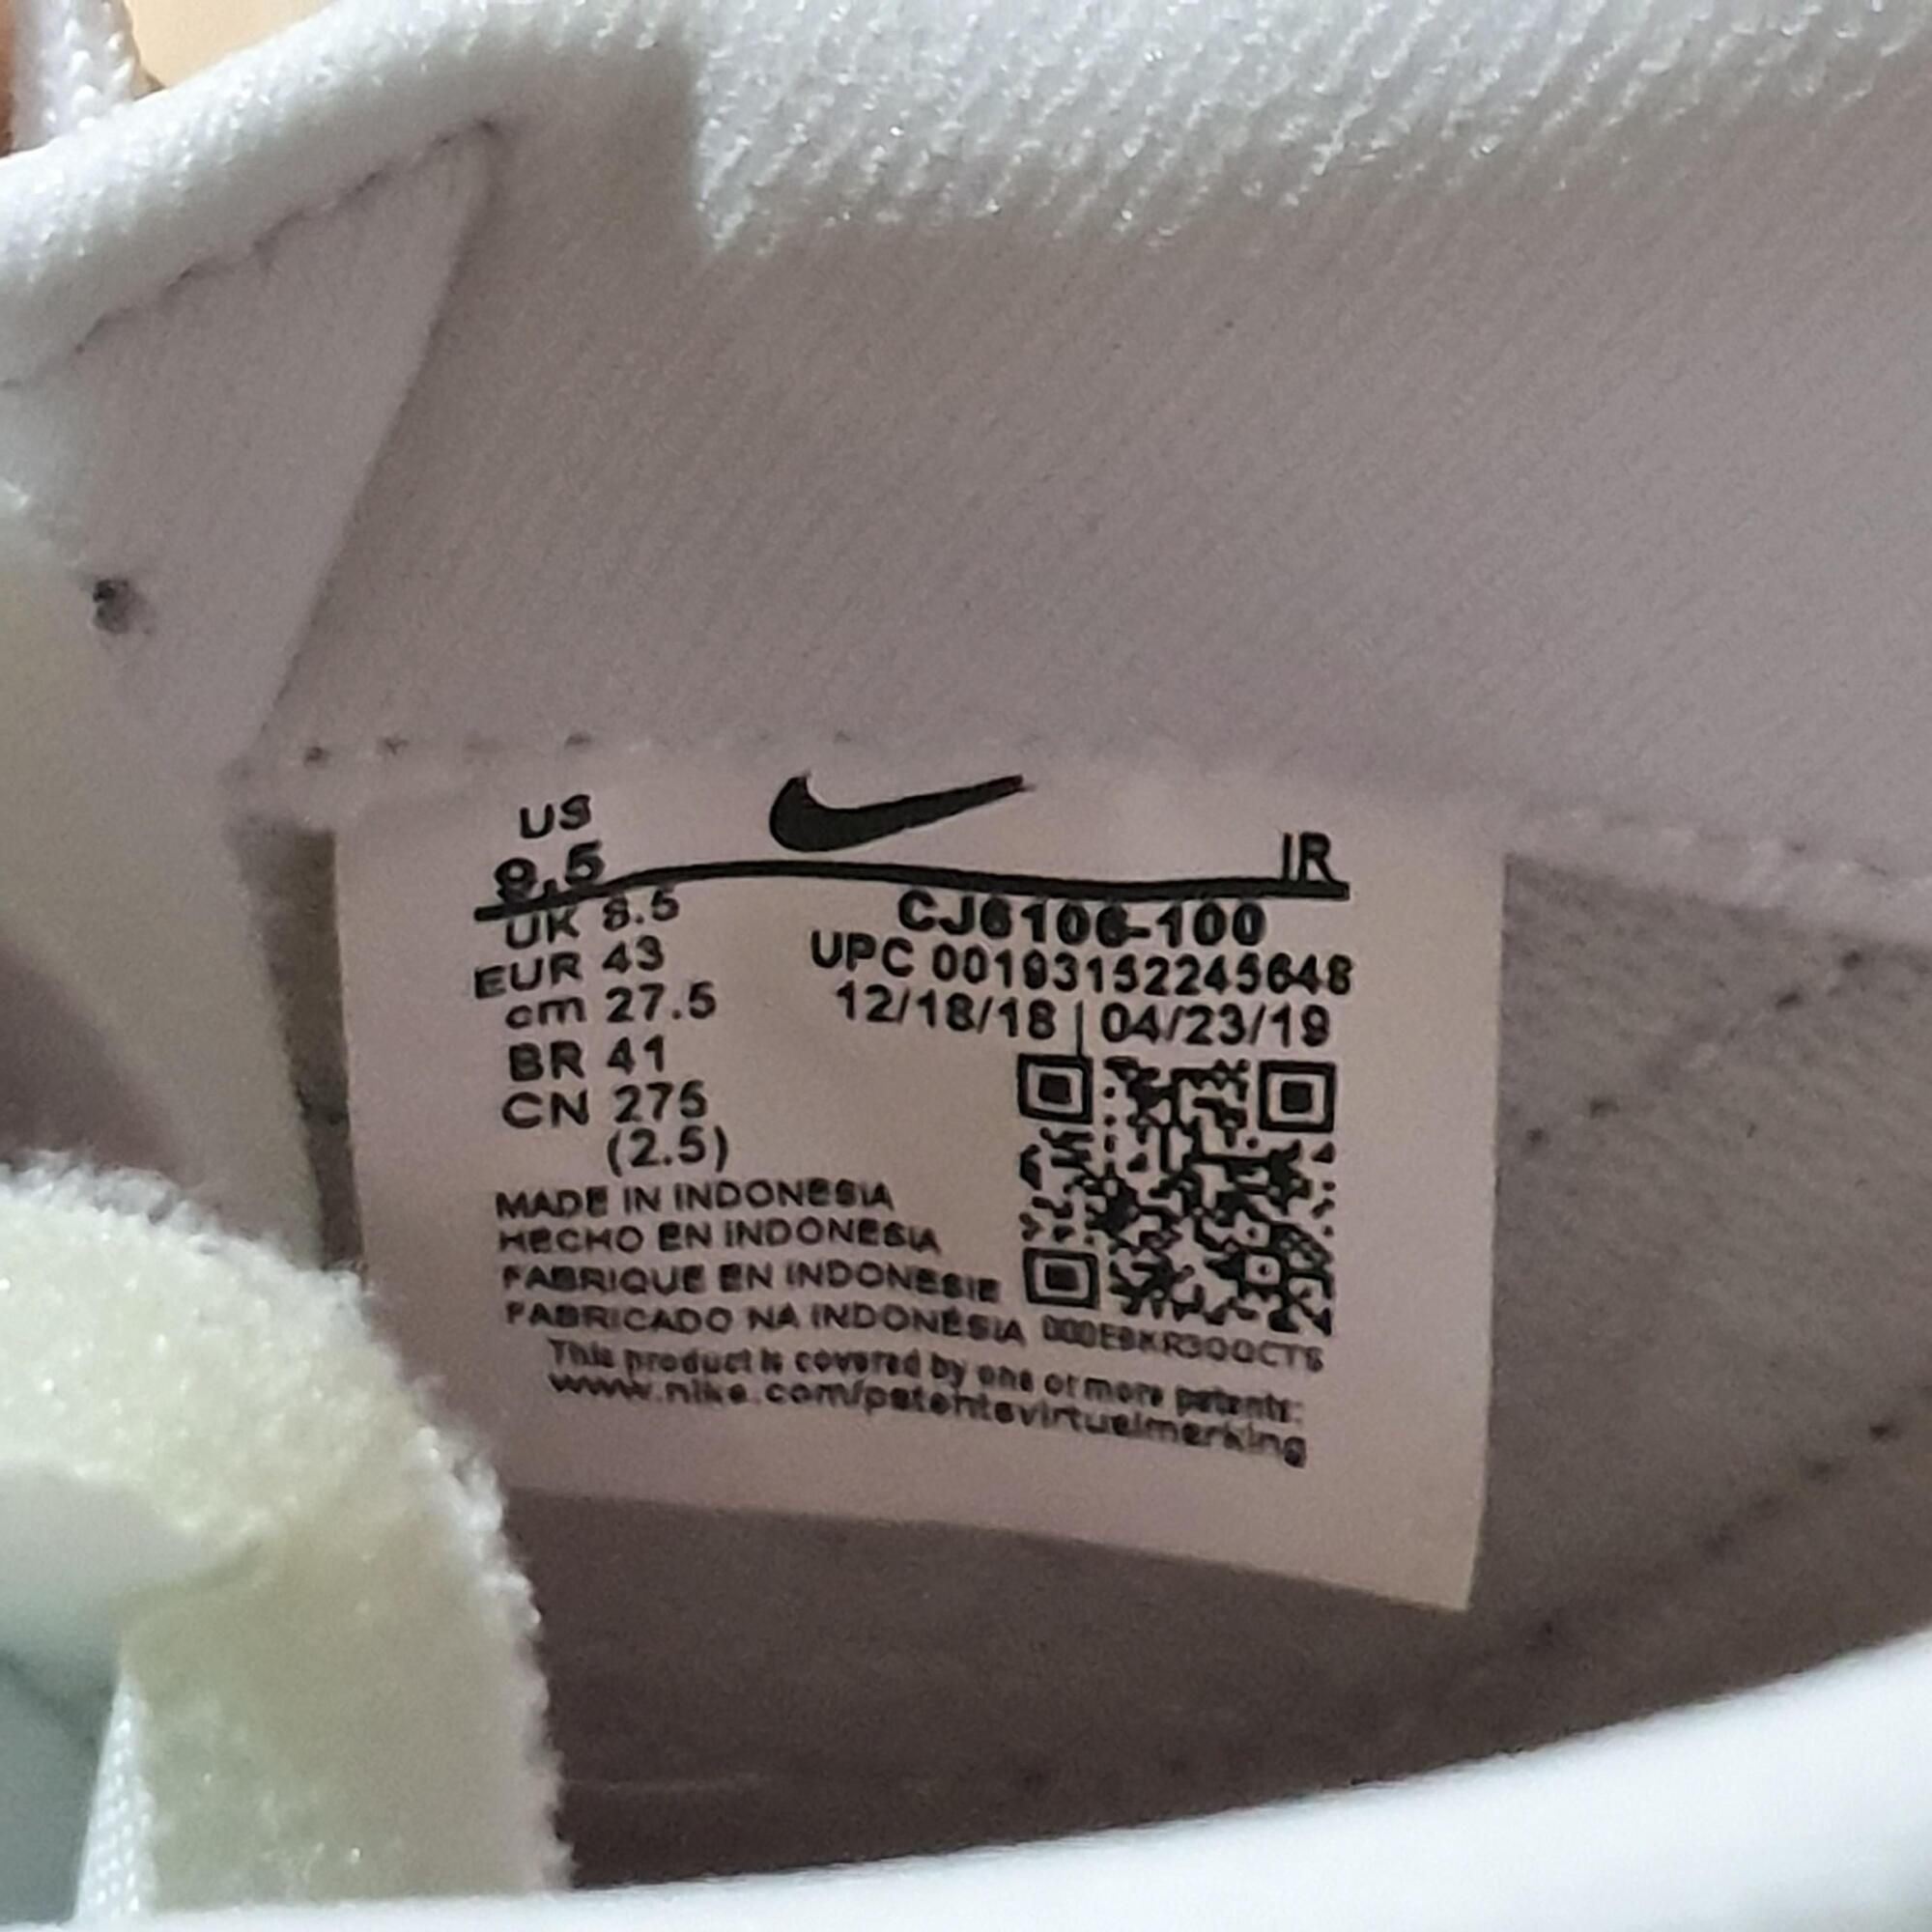 US
9.5
IR
UK 8.5
CJ6106-100
EUR 43
UPC 00193152245648
cm 27.5
12/18/18 | 04/23/19
BR 41
CN 275
(2.5)
MADE IN INDONESIA
HECHO EN INDONESIA
FABRIQUE EN INDONESIE
FABRICADO NA INDONÉSIA
This product is covered by one or more patents:
www.nike.com/patentsvirtualmarking